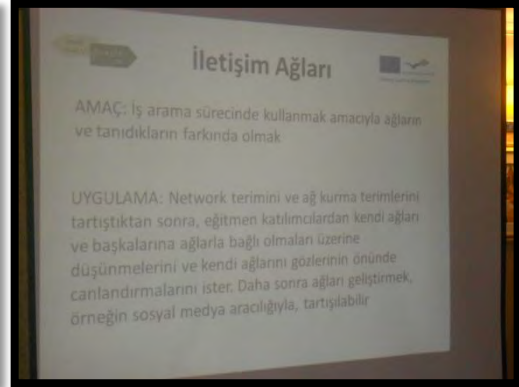 İletişim Ağları
AMAÇ: İş arama sürecinde kullanmak amacıyla ağların
ve tanıdıkların farkında olmak
UYGULAMA: Network terimini ve ağ kurma terimlerini
tartıştıktan sonra, eğitmen katılımcılardan kendi ağları
ve başkalarına ağlarla bağlı olmaları üzerine
düşünmelerini ve kendi ağlarını gözlerinin önünde
canlandırmalarını ister. Daha sonra ağları geliştirmek,
örneğin sosyal medya aracılığıyla, tartışılabilir